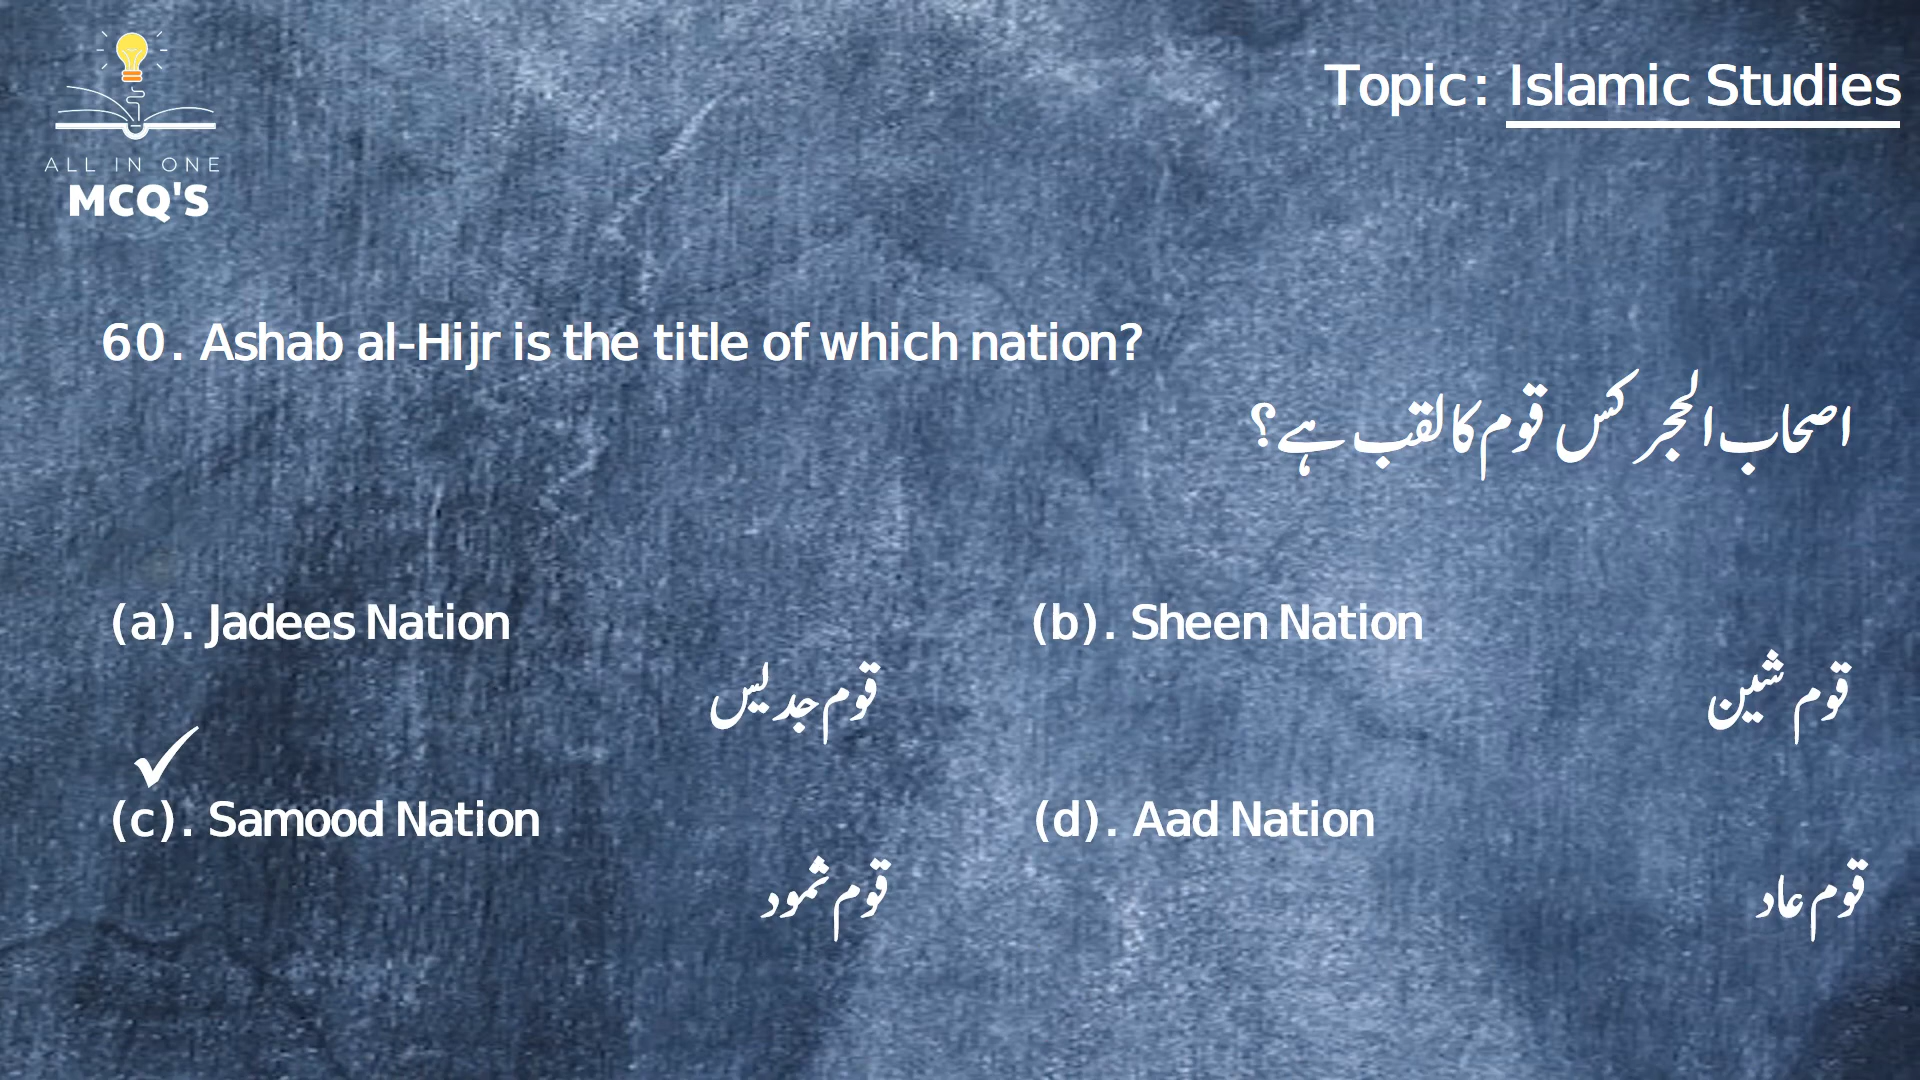 ALL IN ONE
MCQ'S
Topic: Islamic Studies
60. Ashab al-Hijr is the title of which nation?
اصحاب الحجر کس قوم کا لقب ہے؟
(a). Jadees Nation
قوم جدیس
(b). Sheen Nation
قوم شین
(c). Samood Nation
قوم ثمود
(d). Aad Nation
قوم عاد